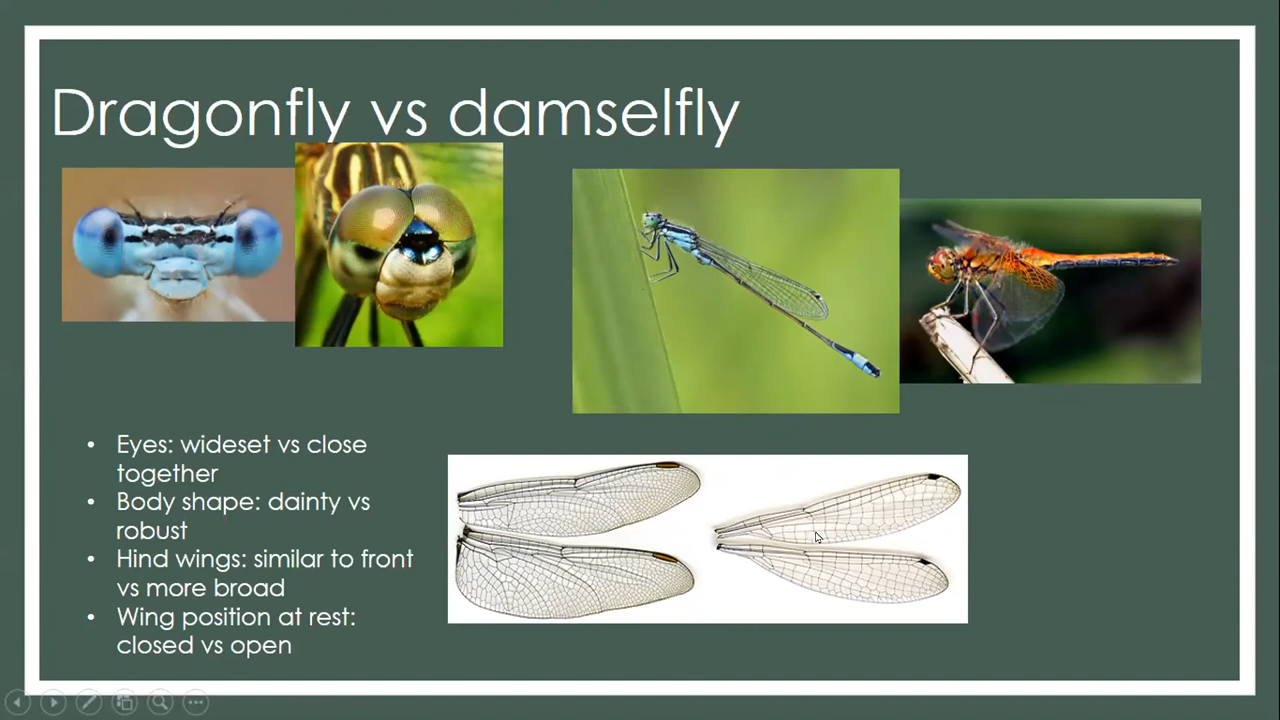 Dragonfly vs damselfly
• Eyes: wideset vs close
together
• Body shape: dainty vs
robust
• Hind wings: similar to front
vs more broad
• Wing position at rest:
closed vs open